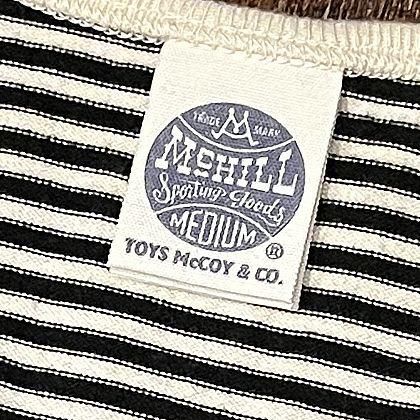 TRADE M MARK
McHILL
Sporting Goods
MEDIUM
®
TOYS McCOY & CO.